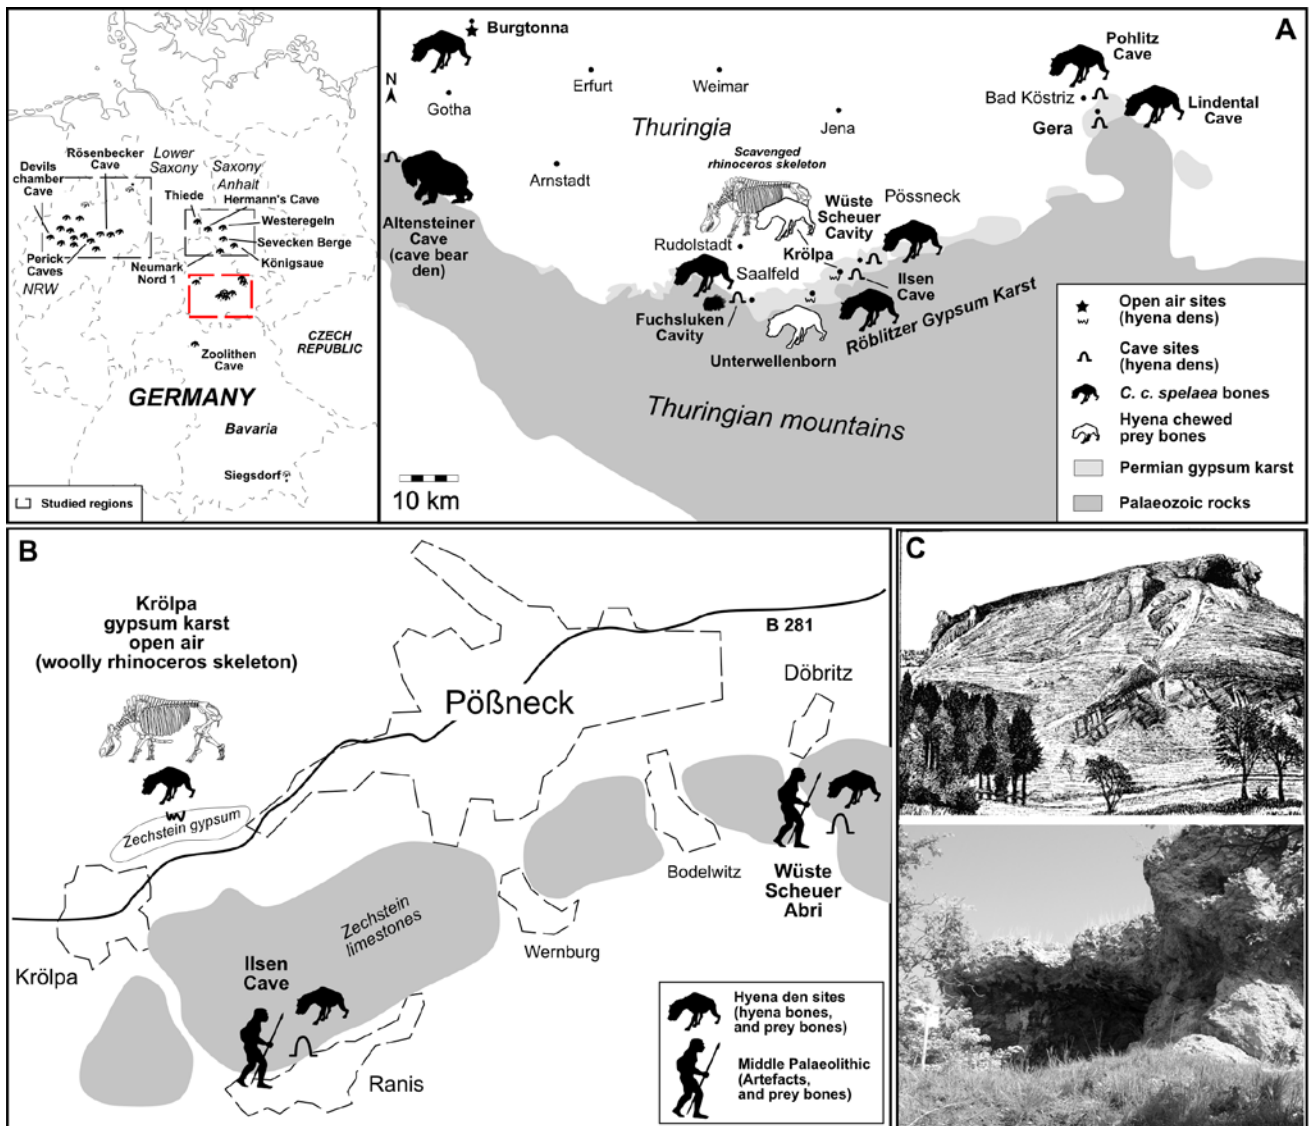 Rösenbecker
Cave
Devils
chamber
Cave
Lower
Saxony
Saxony
Anhalt
Thiede
Hermann's Cave
Westeregeln
Sevecken Berge
Königsaue
Perick
Caves
NRW
Neumark
Nord 1
Zoolithen
Cave
CZECH
REPUBLIC
GERMANY
Bavaria
Siegsdorf
Studied regions
A
Burgtonna
N
Gotha
Erfurt
Weimar
Jena
Thuringia
Arnstadt
Pohlitz
Cave
Bad Köstriz
Gera
Lindental
Cave
Altensteiner
Cave
(cave bear
den)
Scavenged
rhinoceros skeleton
Wüste
Scheuer
Cavity
Pössneck
Krölpa
Rudolstadt
Saalfeld
Ilsen
Cave
Fuchsluken
Cavity
Unterwellenborn
Röblitzer Gypsum Karst
Thuringian mountains
10 km
Open air sites
(hyena dens)
Cave sites
(hyena dens)
C. c. spelaea bones
Hyena chewed
prey bones
Permian gypsum karst
Palaeozoic rocks
B
Krölpa
gypsum karst
open air
(woolly rhinoceros skeleton)
B 281
Pößneck
Döbritz
Zechstein gypsum
Bodelwitz
Wüste
Scheuer
Abri
Zechstein
limestones
Wernburg
Krölpa
Ilsen
Cave
Ranis
Hyena den sites
(hyena bones,
and prey bones)
Middle Palaeolithic
(Artefacts,
and prey bones)
C